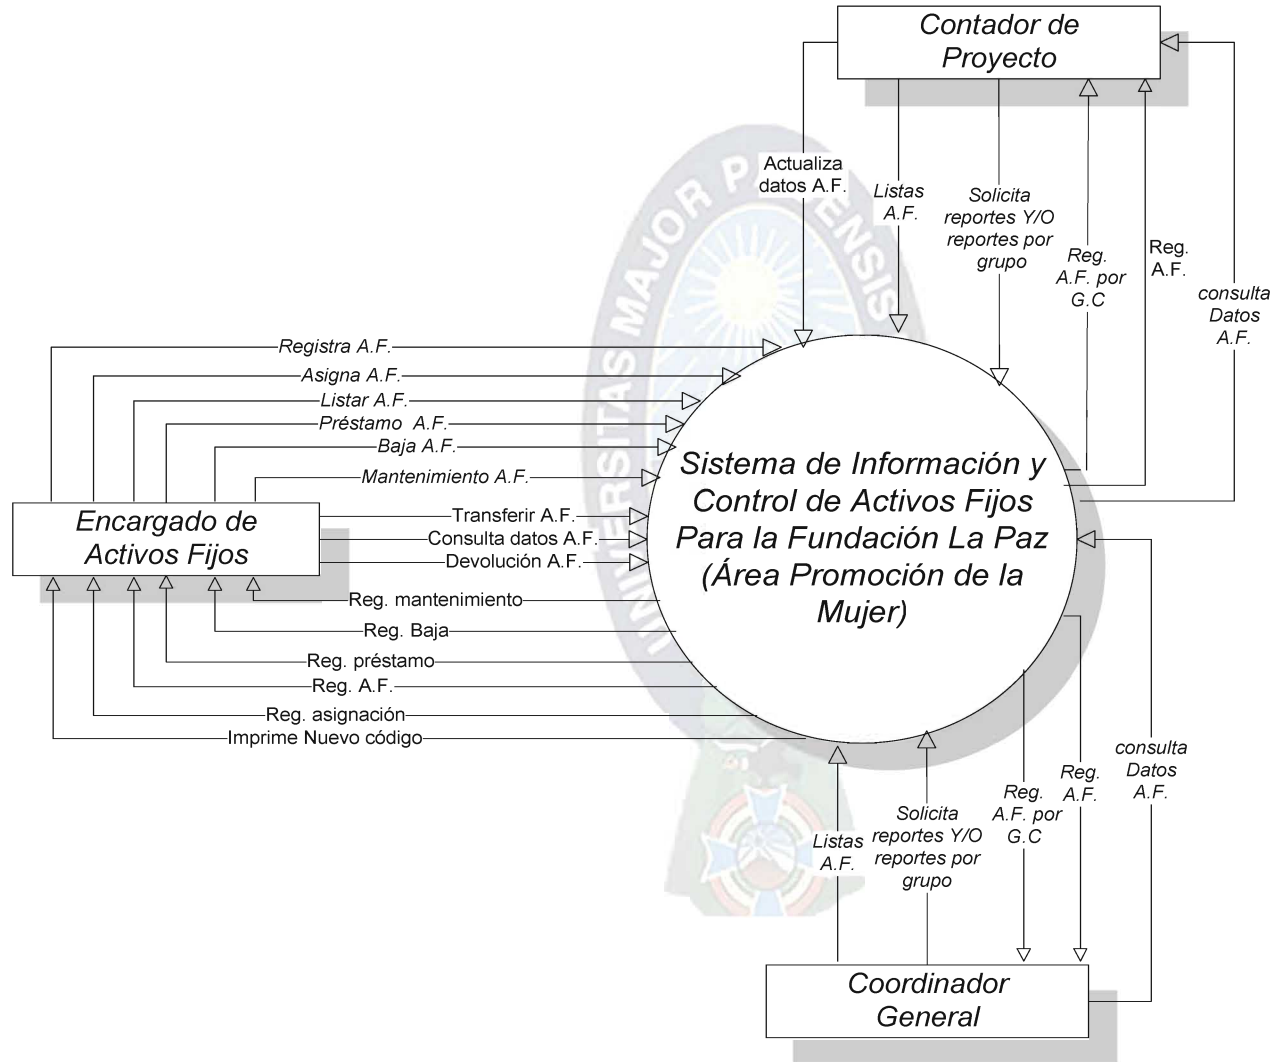 Contador de
Proyecto
Actualiza
datos A.F.
Listas
A.F.
Solicita
reportes Y/O
reportes por
grupo
Reg.
A.F. por
G.C
Reg.
A.F.
consulta
Datos
A.F.
Registra A.F.
Asigna A.F.
Listar A.F.
Préstamo A.F.
Baja A.F.
Mantenimiento A.F.
Encargado de
Activos Fijos
Transferir A.F.
Consulta datos A.F.
Devolución A.F.
Reg. mantenimiento
Reg. Baja
Reg. préstamo
Reg. A.F.
Reg. asignación
Imprime Nuevo código
Sistema de Información y
Control de Activos Fijos
Para la Fundación La Paz
(Área Promoción de la
Mujer)
Listas
A.F.
Solicita
reportes Y/O
reportes por
grupo
Reg.
A.F. por
G.C
Reg.
A.F.
consulta
Datos
A.F.
Coordinador
General
UNIVERSITAS MAJOR P ENSIS